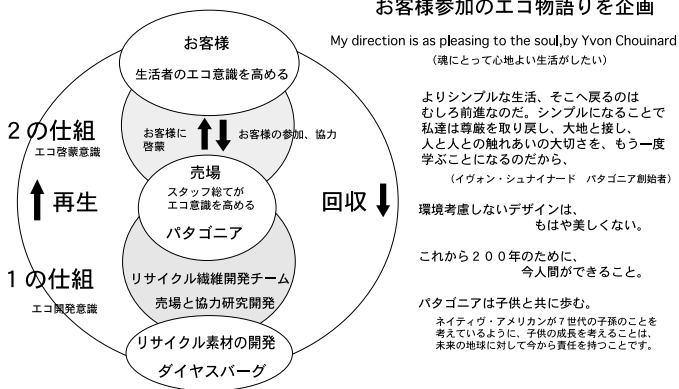 お客様参加のエコ物語りを企画
My direction is as pleasing to the soul,by Yvon Chouinard
(魂にとって心地よい生活がしたい)
お客様
生活者のエコ意識を高める
2の仕組
エコ啓蒙意識
お客様に
啓蒙
お客様の参加、協力
売場
スタッフ総てが
エコ意識を高める
パタゴニア
再生
回収
1の仕組
エコ開発意識
リサイクル繊維開発チーム
売場と協力研究開発
リサイクル素材の開発
ダイヤスバーグ
よりシンプルな生活、そこへ戻るのは
むしろ前進なのだ。シンプルになることで
私達は尊厳を取り戻し、大地と接し、
人と人との触れあいの大切さを、もう一度
学ぶことになるのだから、
(イヴォン・シュナイナード パタゴニア創始者)
環境考慮しないデザインは、
もはや美しくない。
これから200年のために、
今人間ができること。
パタゴニアは子供と共に歩む。
ネイティヴ・アメリカンが7世代の子孫のことを
考えているように、子供の成長を考えることは、
未来の地球に対して今から責任を持つことです。